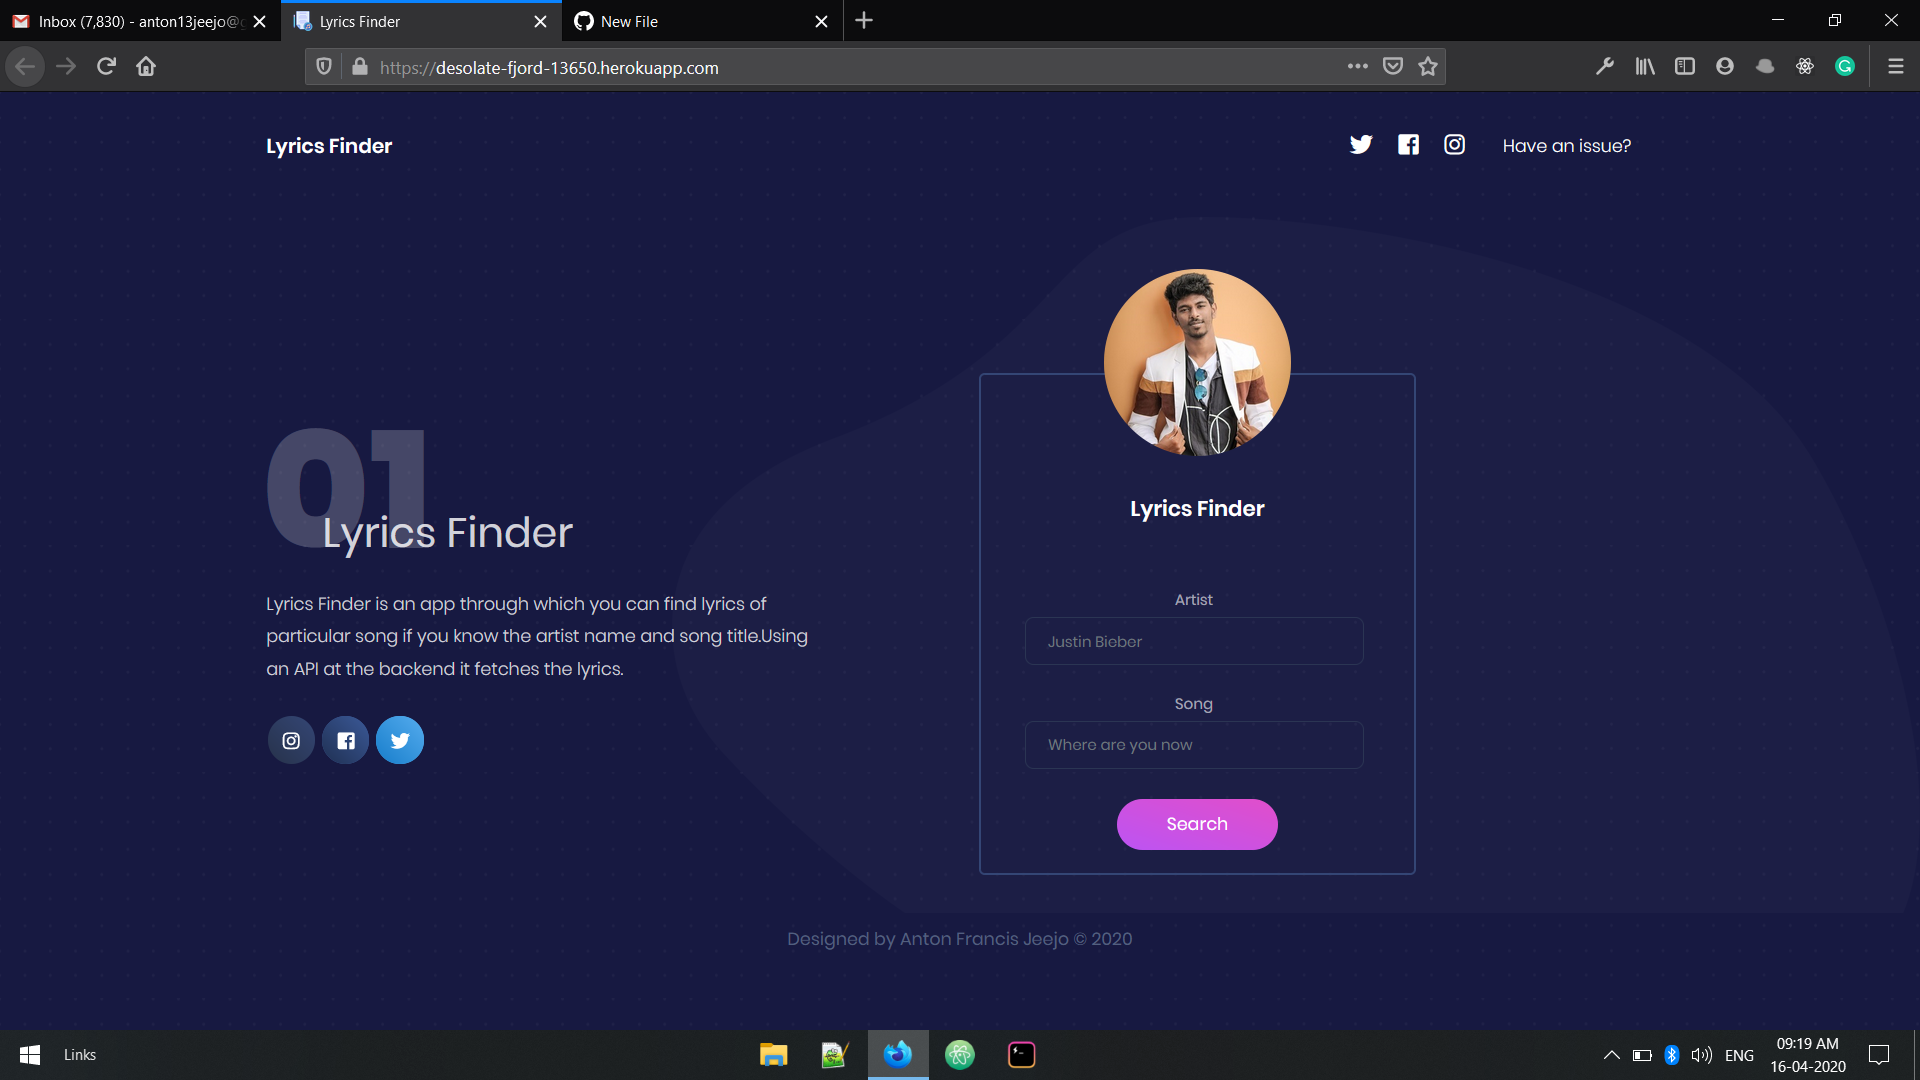 Inbox (7,830) - anton13jeejo@g
Lyrics Finder
New File
https://desolate-fjord-13650.herokuapp.com
Lyrics Finder
Have an issue?
01
Lyrics Finder
Lyrics Finder is an app through which you can find lyrics of
particular song if you know the artist name and song title.Using
an API at the backend it fetches the lyrics.
Lyrics Finder
Artist
Justin Bieber
Song
Where are you now
Search
Designed by Anton Francis Jeejo © 2020
Links
ENG
09:19 AM
16-04-2020